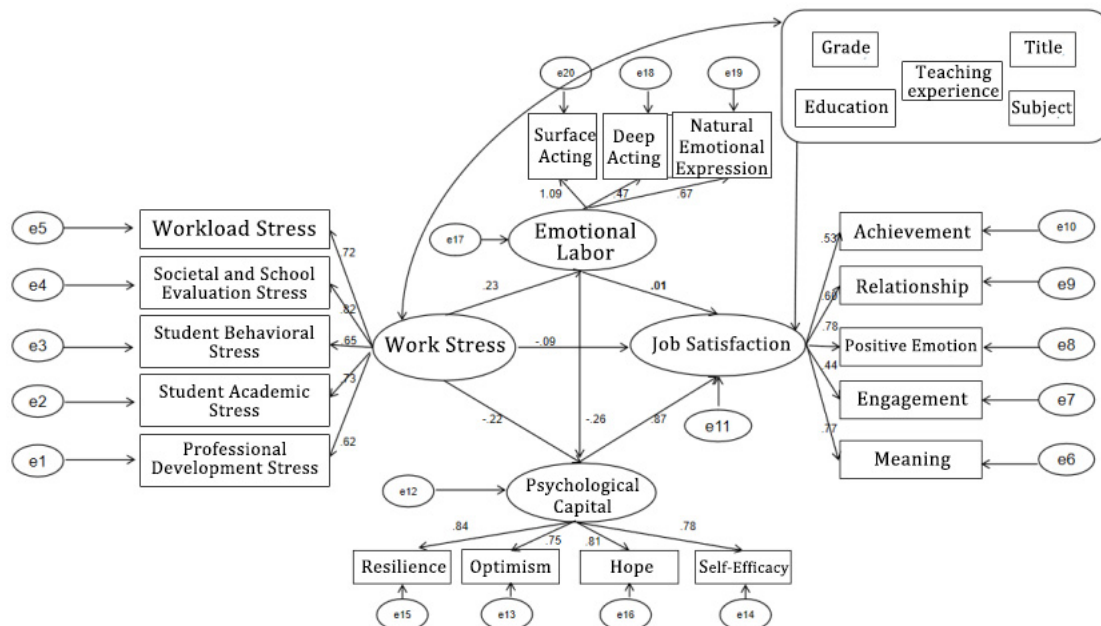 Grade
Title
Teaching
experience
Education
Subject
e20
e18
e19
Surface
Acting
Deep
Acting
Natural
Emotional
Expression
1.09
.47
.67
e17
Emotional
Labor
e5
Workload Stress
.72
e4
Societal and School
Evaluation Stress
.82
e3
Student Behavioral
Stress
.65
e2
Student Academic
Stress
.73
e1
Professional
Development Stress
.62
Work Stress
.23
.01
-.09
-.22
-.26
.87
Job Satisfaction
e11
.53
Achievement
e10
.60
Relationship
e9
.78
Positive Emotion
e8
.44
Engagement
e7
.77
Meaning
e6
e12
Psychological
Capital
.84
.75
.81
.78
Resilience
Optimism
Hope
Self-Efficacy
e15
e13
e16
e14